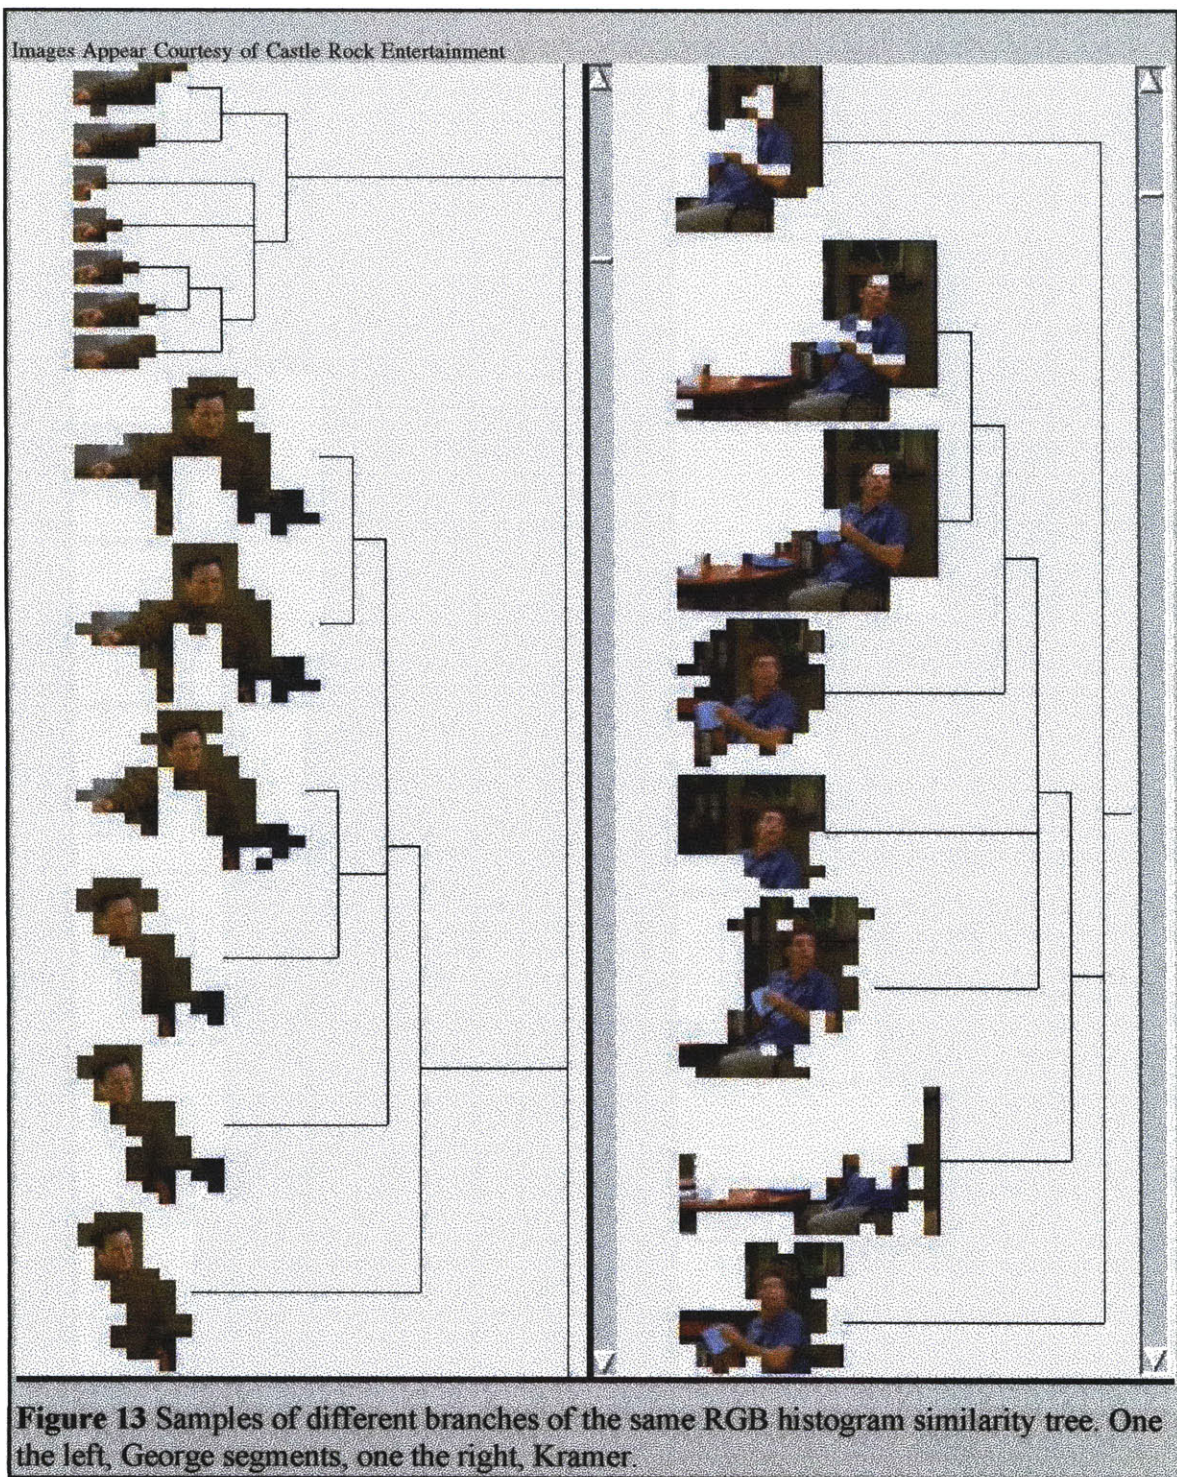 Images Appear Courtesy of Castle Rock Entertainment
Figure 13 Samples of different branches of the same RGB histogram similarity tree. One
the left, George segments, one the right, Kramer.